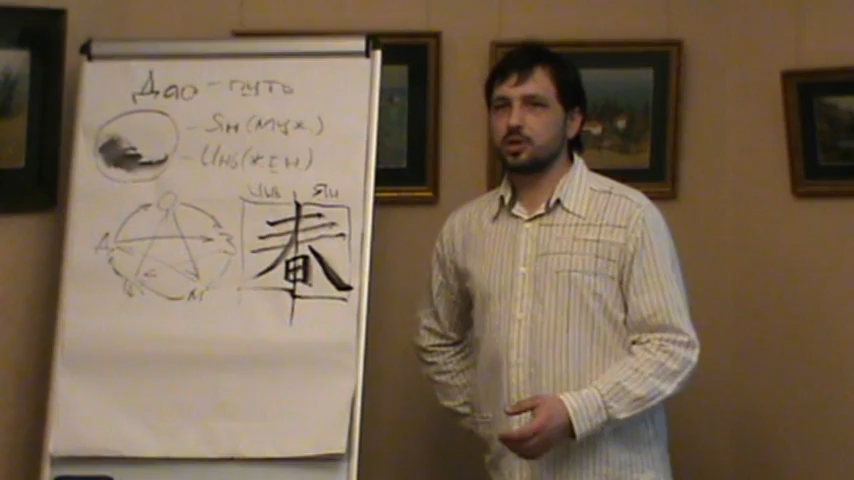 Дао - путь
- Ян (муж.)
- Инь (жен)
Инь Ян
春
М